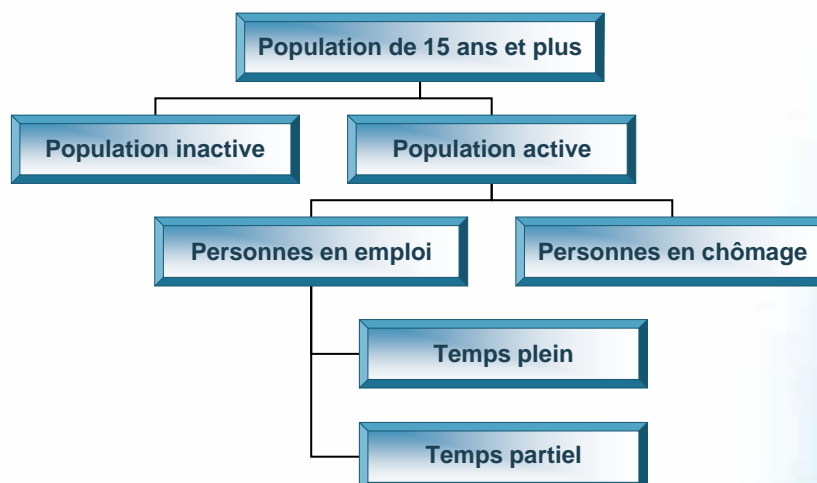 Population de 15 ans et plus
Population inactive
Population active
Personnes en emploi
Personnes en chômage
Temps plein
Temps partiel